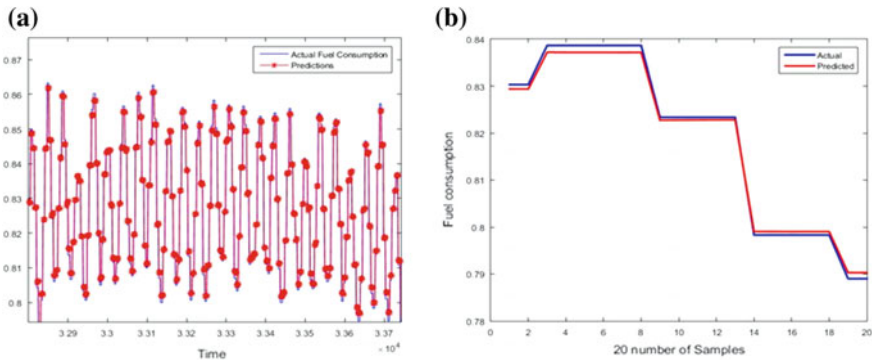 (a)
Actual Fuel Consumption
Predictions
0.87
0.86
0.85
0.84
0.83
0.82
0.81
0.8
3.29 3.3 3.31 3.32 3.33 3.34 3.35 3.36 3.37
×10⁴
Time
(b)
Actual
Predicted
Fuel consumption
0.84
0.83
0.82
0.8
0.79
0.78
0 2 4 6 8 10 12 14 16 18 20
20 number of Samples